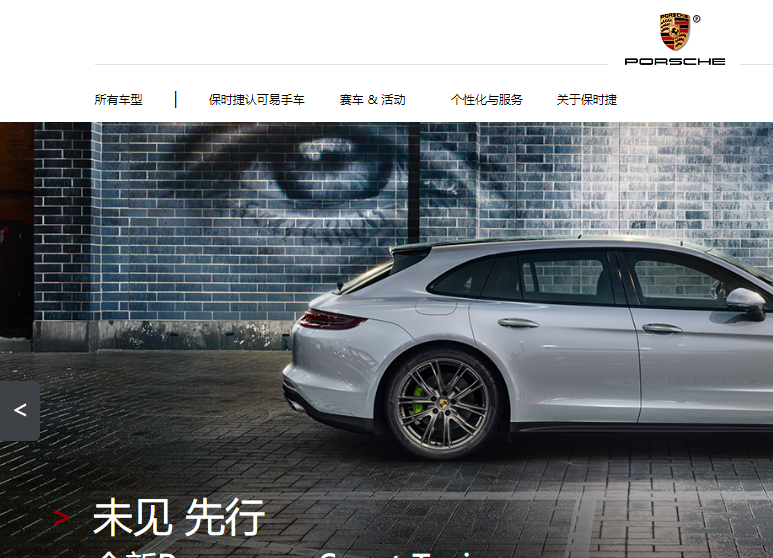 PORSCHE
®
PORSCHE
所有车型 | 保时捷认可易手车 赛车 & 活动 个性化与服务 关于保时捷
<
> 未见 先行